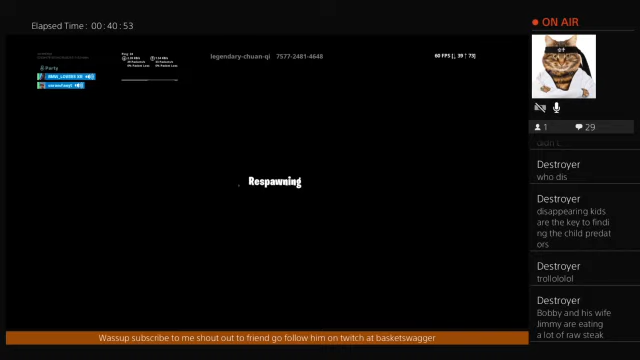 Elapsed Time : 00:40:53
ON AIR
legendary-chuan-qi 7577-2481-4648
60 FPS [↓ 39 ↑ 73]
Party
1
29
Destroyer
who dis
Destroyer
disappearing kids
are the key to findi
ng the child predat
ors
Destroyer
trollololol
Destroyer
Bobby and his wife
Jimmy are eating
a lot of raw steak
Respawning
Wassup subscribe to me shout out to friend go follow him on twitch at basketswagger